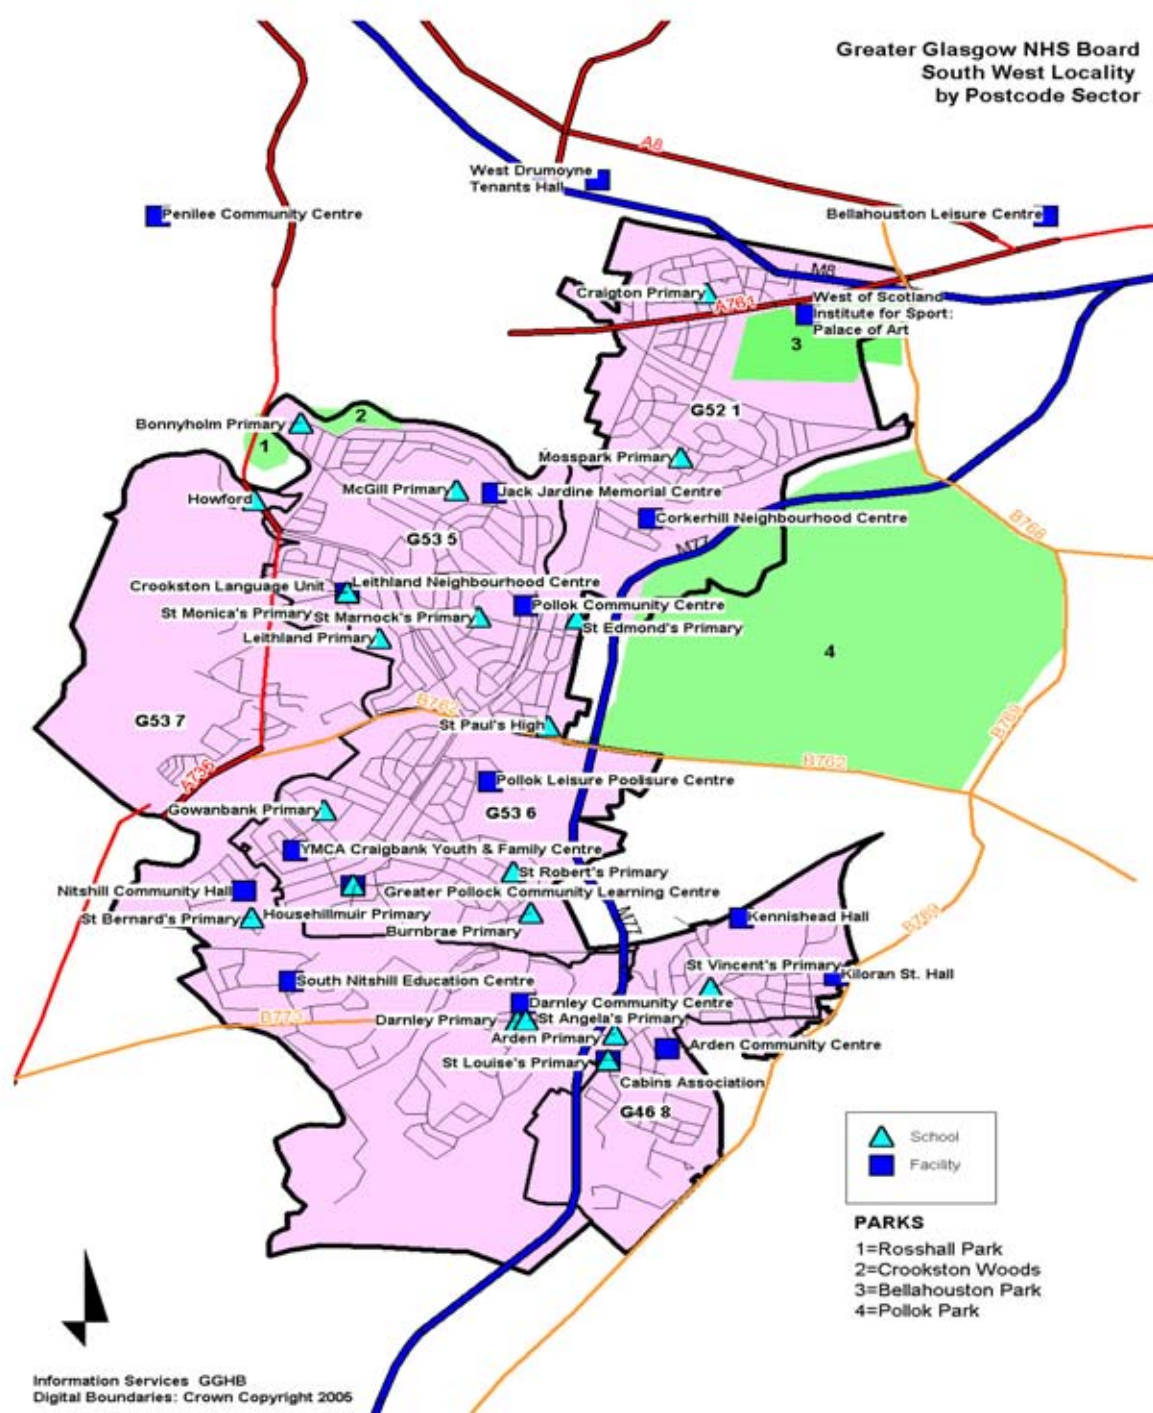 Greater Glasgow NHS Board
South West Locality
by Postcode Sector
A8
West Drumoyne
Tenants Hall
Penilee Community Centre
Bellahouston Leisure Centre
M8
Craigton Primary
A761
West of Scotland
Institute for Sport:
Palace of Art
3
G52 1
2
Bonnyholm Primary
1
Mosspark Primary
McGill Primary
Jack Jardine Memorial Centre
Howford
Corkerhill Neighbourhood Centre
B768
G53 5
M77
Crookston Language Unit
Leithland Neighbourhood Centre
St Monica's Primary
St Marnock's Primary
Pollok Community Centre
St Edmond's Primary
Leithland Primary
4
G53 7
B762
St Paul's High
B769
B762
A736
Pollok Leisure Poolisure Centre
Gowanbank Primary
G53 6
YMCA Craigbank Youth & Family Centre
St Robert's Primary
Nitshill Community Hall
Greater Pollock Community Learning Centre
St Bernard's Primary
Househillmuir Primary
Burnbrae Primary
M77
Kennishead Hall
B769
St Vincent's Primary
Kiloran St. Hall
South Nitshill Education Centre
Darnley Community Centre
B773
Darnley Primary
St Angela's Primary
Arden Primary
Arden Community Centre
St Louise's Primary
Cabins Association
G46 8
School
Facility
PARKS
1=Rosshall Park
2=Crookston Woods
3=Bellahouston Park
4=Pollok Park
Information Services GGHB
Digital Boundaries: Crown Copyright 2005